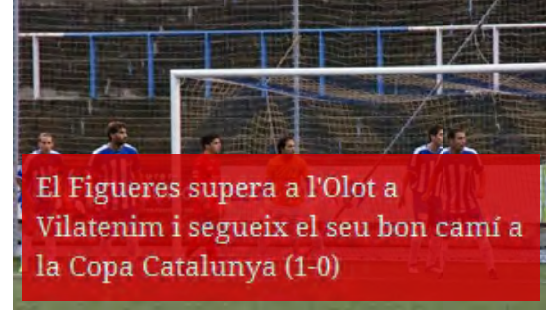 El Figueres supera a l'Olot a
Vilatenim i segueix el seu bon camí a
la Copa Catalunya (1-0)